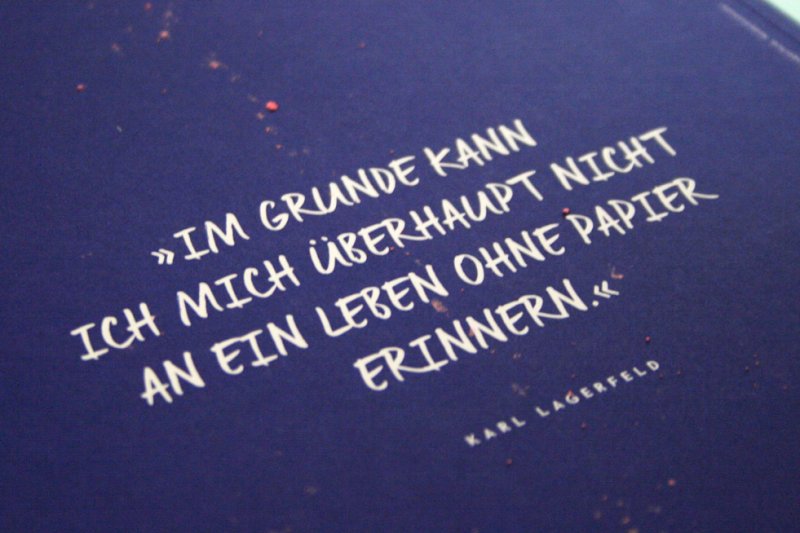 »IM GRUNDE KANN
ICH MICH ÜBERHAUPT NICHT
AN EIN LEBEN OHNE PAPIER
ERINNERN.«
KARL LAGERFELD